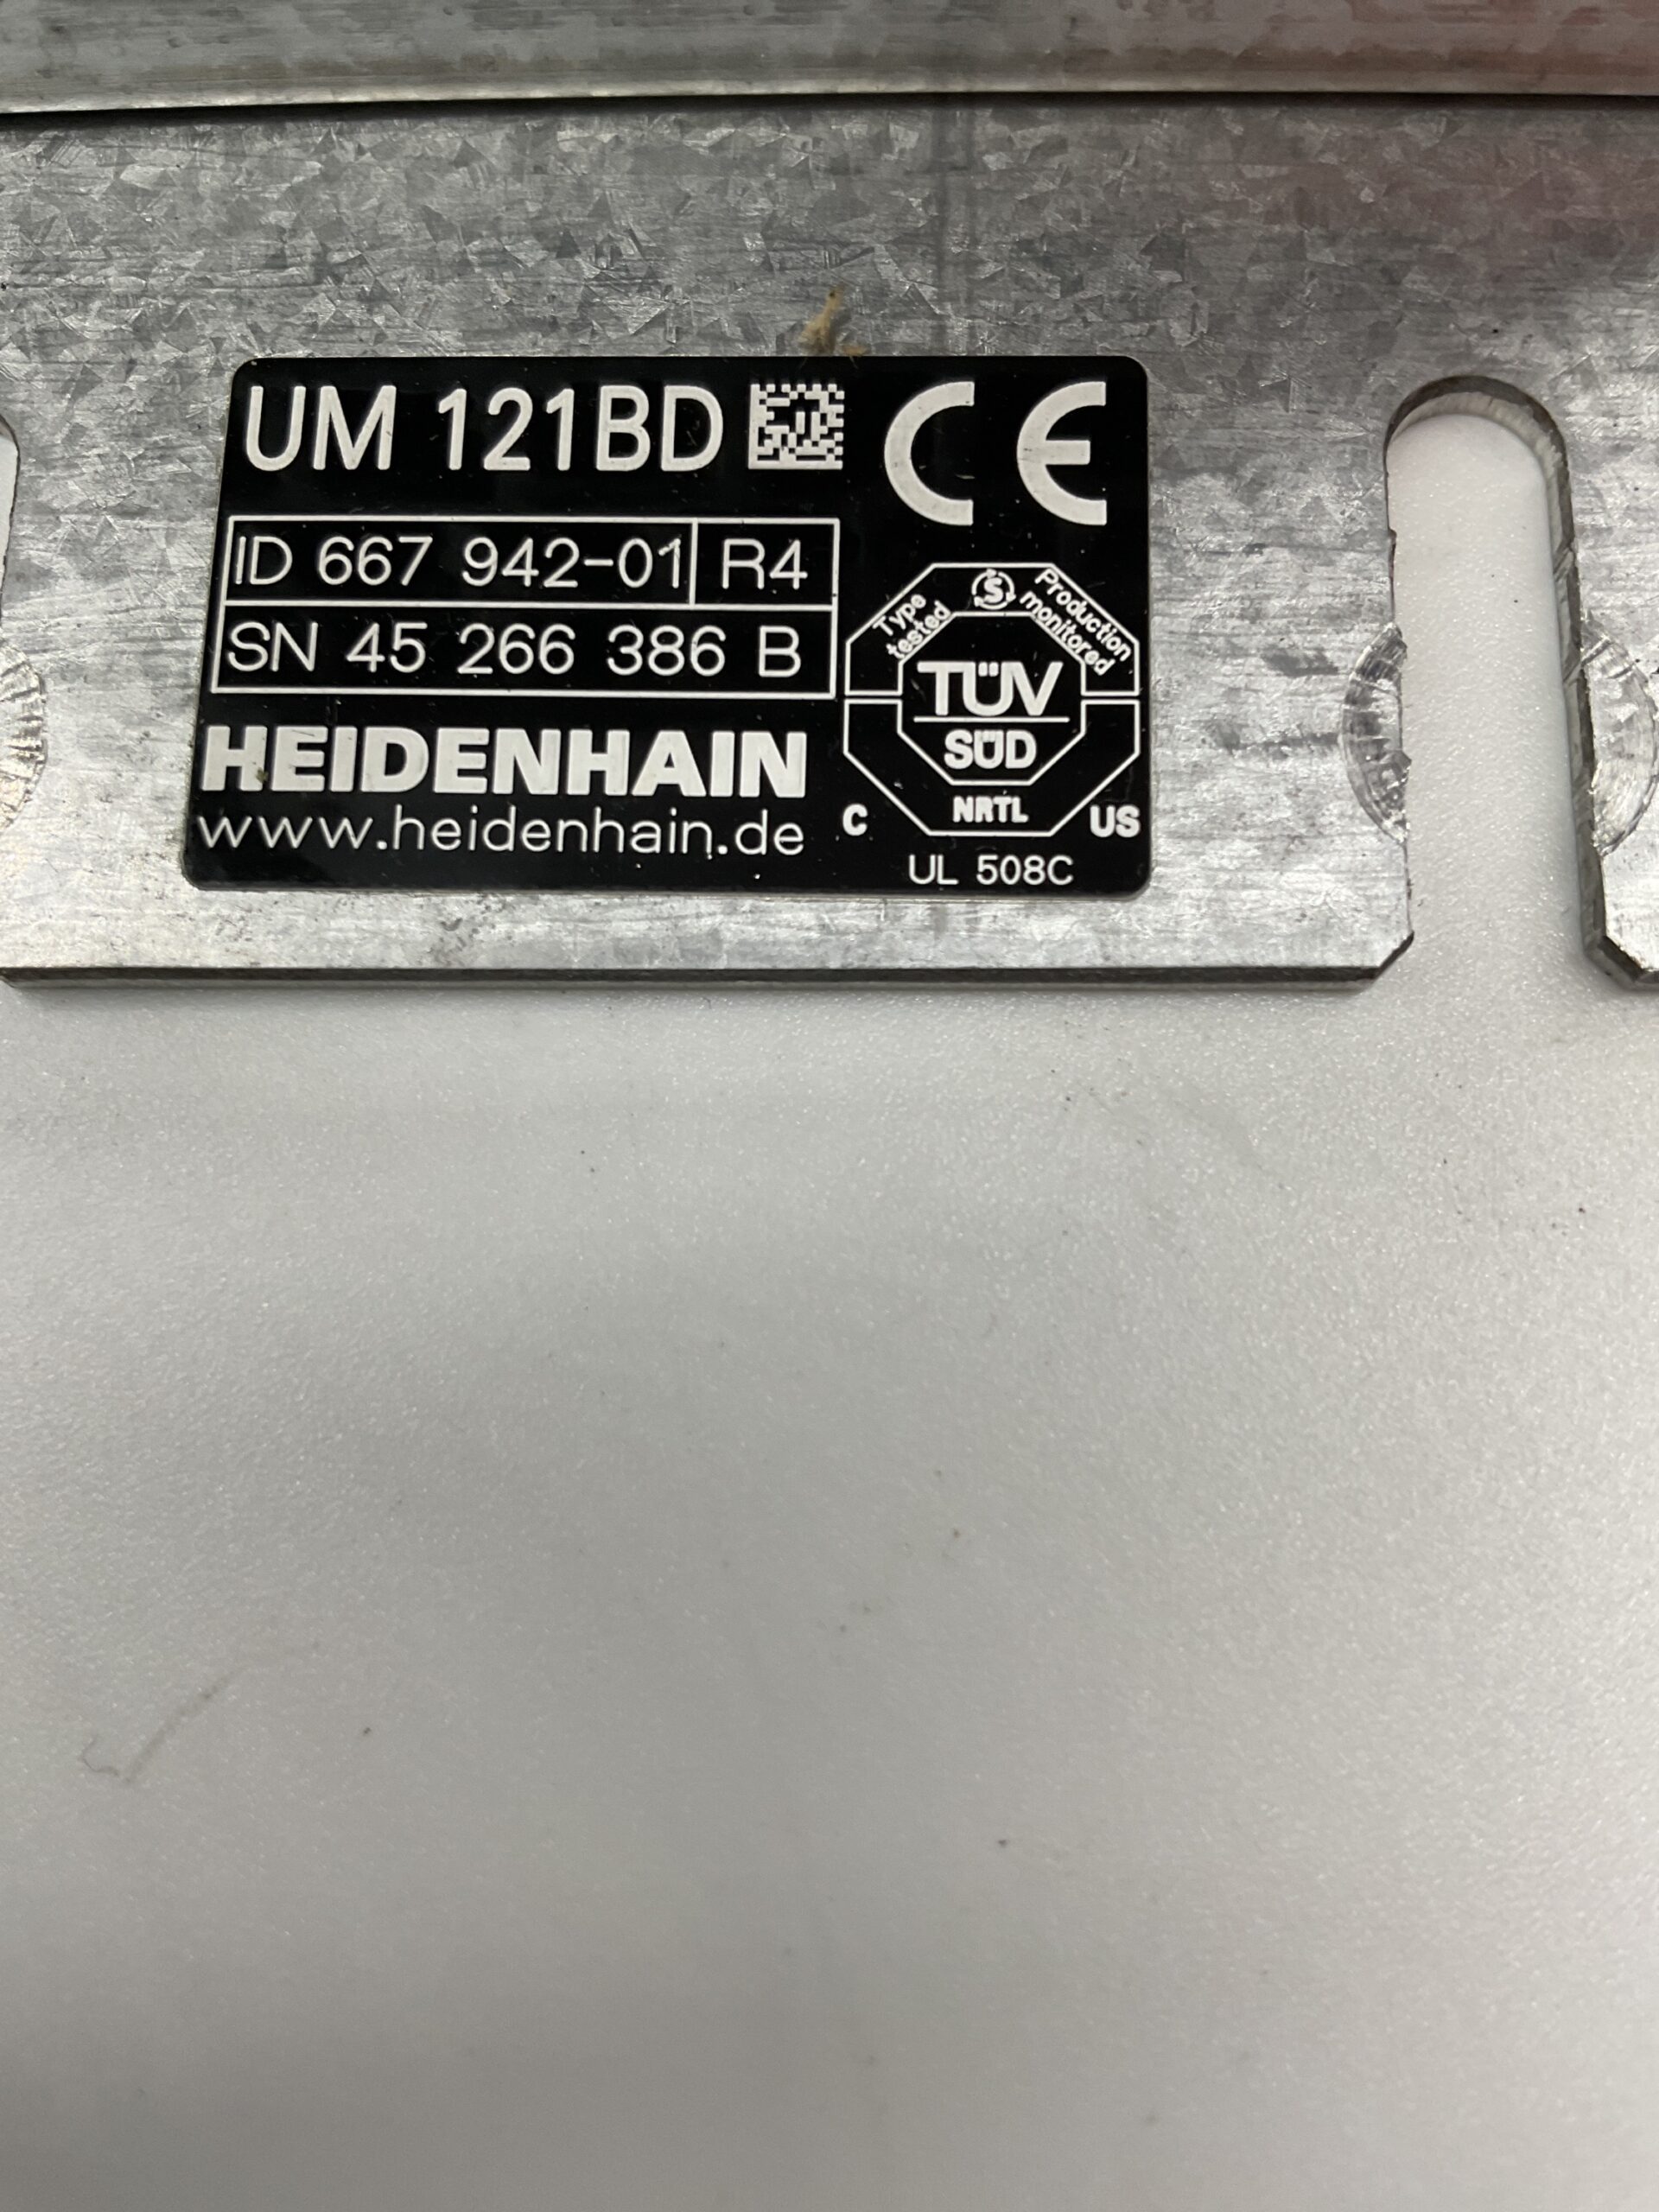 UM 121BD
CE
ID 667 942-01 R4
SN 45 266 386 B
HEIDENHAIN
www.heidenhain.de
Type
tested
S
Production
monitored
TÜV
SÜD
C
NRTL
US
UL 508C